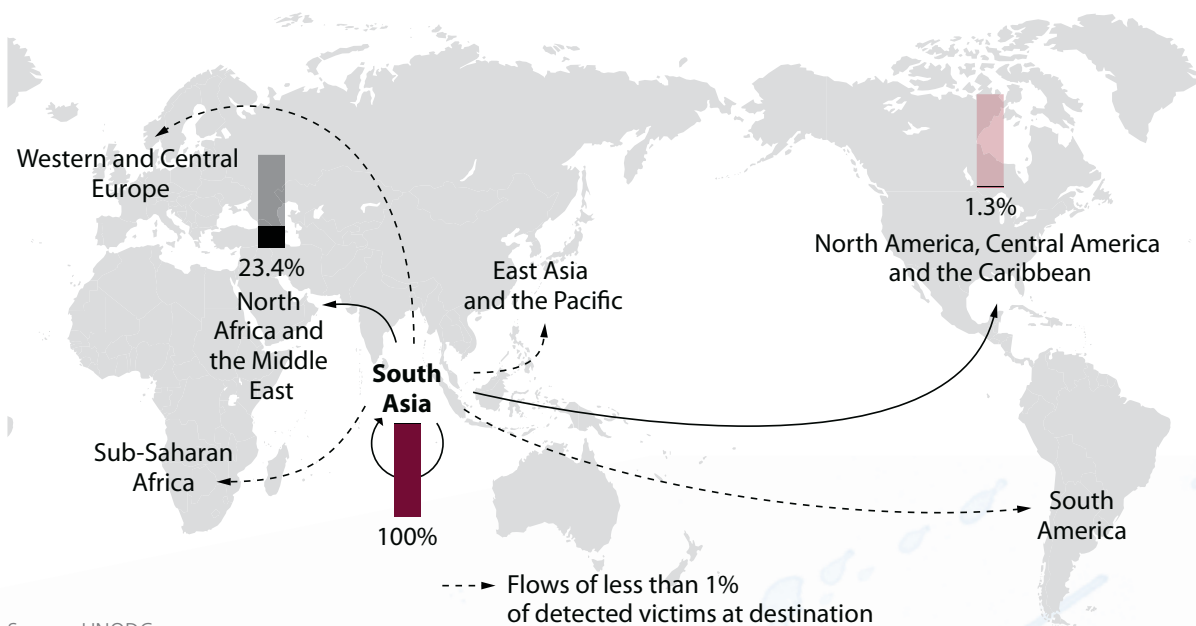 Western and Central
Europe
23.4%
North
Africa and
the Middle
East
East Asia
and the Pacific
1.3%
North America, Central America
and the Caribbean
South
Asia
100%
Sub-Saharan
Africa
South
America
Flows of less than 1%
of detected victims at destination